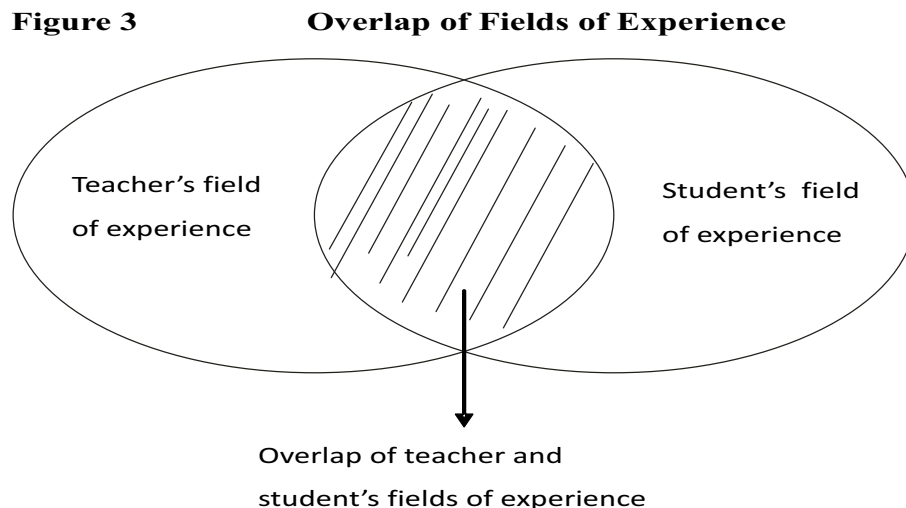 Figure 3 Overlap of Fields of Experience
Teacher’s field
of experience
Student’s field
of experience
Overlap of teacher and
student’s fields of experience